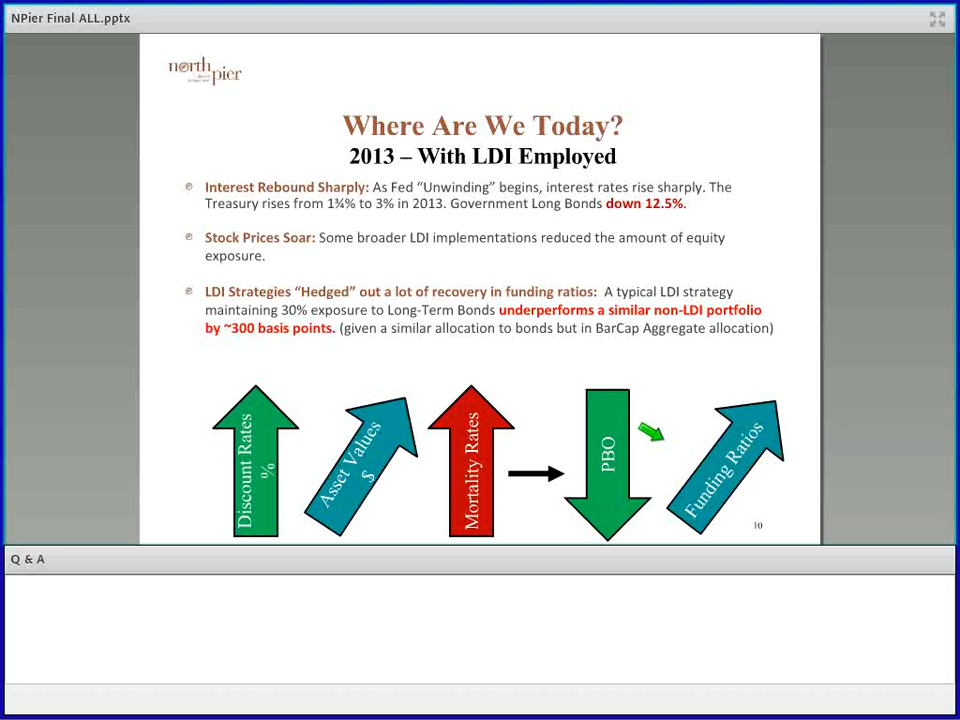 NPier Final ALL.pptx
north
pier
Where Are We Today?
2013 – With LDI Employed
Interest Rebound Sharply: As Fed “Unwinding” begins, interest rates rise sharply. The
Treasury rises from 1¾% to 3% in 2013. Government Long Bonds down 12.5%.
Stock Prices Soar: Some broader LDI implementations reduced the amount of equity
exposure.
LDI Strategies “Hedged” out a lot of recovery in funding ratios: A typical LDI strategy
maintaining 30% exposure to Long-Term Bonds underperforms a similar non-LDI portfolio
by ~300 basis points. (given a similar allocation to bonds but in BarCap Aggregate allocation)
Discount Rates
%
Asset Values
$
Mortality Rates
PBO
Funding Ratios
10
Q & A